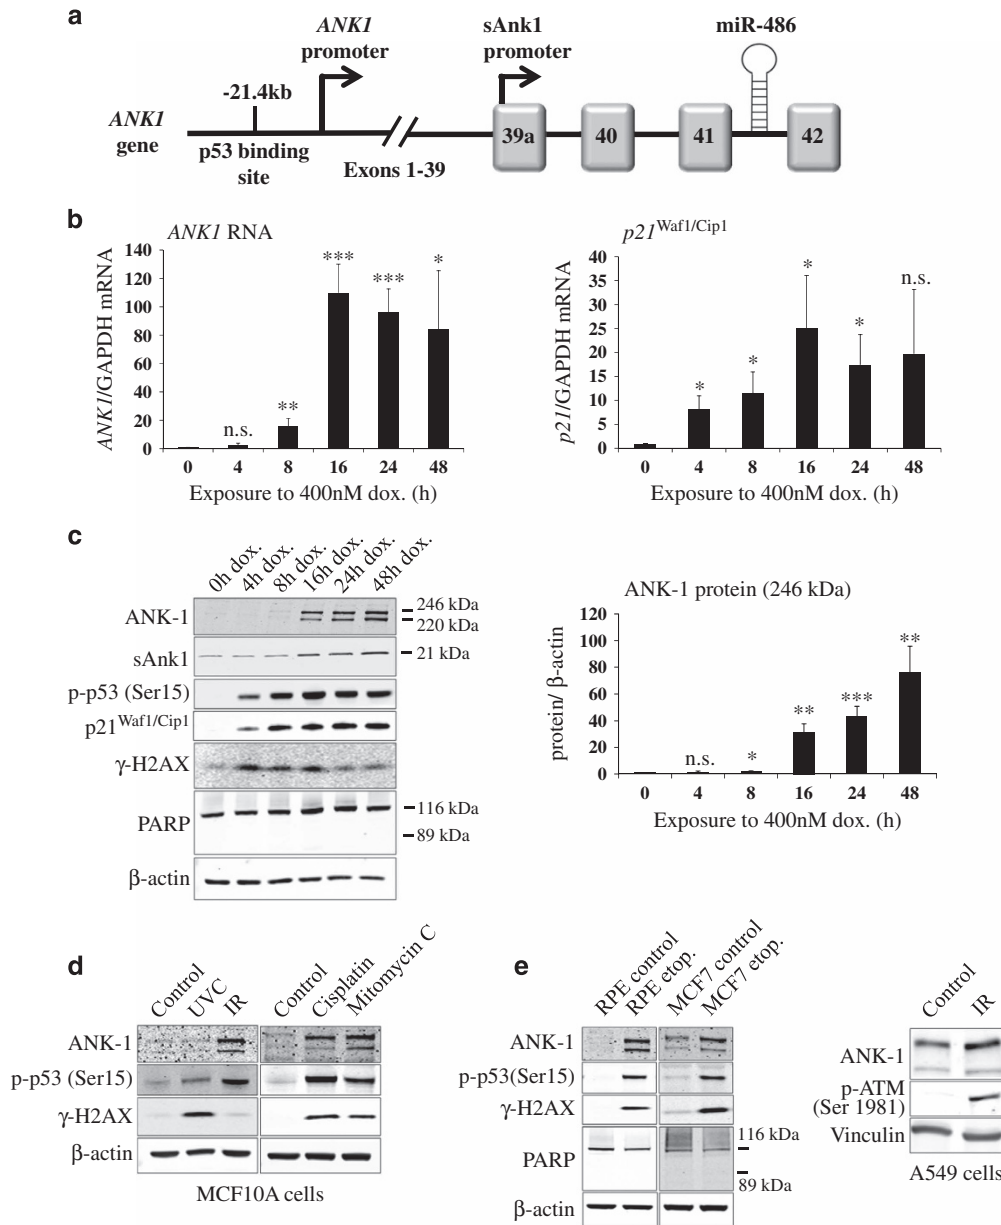 a
ANK1 promoter
sAnk1 promoter
miR-486
-21.4kb
ANK1 gene
p53 binding site
Exons 1-39
39a
40
41
42
b
ANK1 RNA
ANK1/GAPDH mRNA
140
120
100
80
60
40
20
0
n.s.
**
***
***
*
0 4 8 16 24 48
Exposure to 400nM dox. (h)
p21Waf1/Cip1
p21/GAPDH mRNA
40
35
30
25
20
15
10
5
0
*
*
*
*
n.s.
0 4 8 16 24 48
Exposure to 400nM dox. (h)
c
0h dox.
4h dox.
8h dox.
16h dox.
24h dox.
48h dox.
ANK-1
246 kDa
220 kDa
sAnk1
21 kDa
p-p53 (Ser15)
p21Waf1/Cip1
γ-H2AX
PARP
116 kDa
89 kDa
β-actin
ANK-1 protein (246 kDa)
protein/ β-actin
120
100
80
60
40
20
0
n.s.
*
**
***
**
0 4 8 16 24 48
Exposure to 400nM dox. (h)
d
Control
UVC
IR
Control
Cisplatin
Mitomycin C
ANK-1
p-p53 (Ser15)
γ-H2AX
β-actin
MCF10A cells
e
RPE control
RPE etop.
MCF7 control
MCF7 etop.
ANK-1
p-p53(Ser15)
γ-H2AX
PARP
116 kDa
89 kDa
β-actin
Control
IR
ANK-1
p-ATM
(Ser 1981)
Vinculin
A549 cells